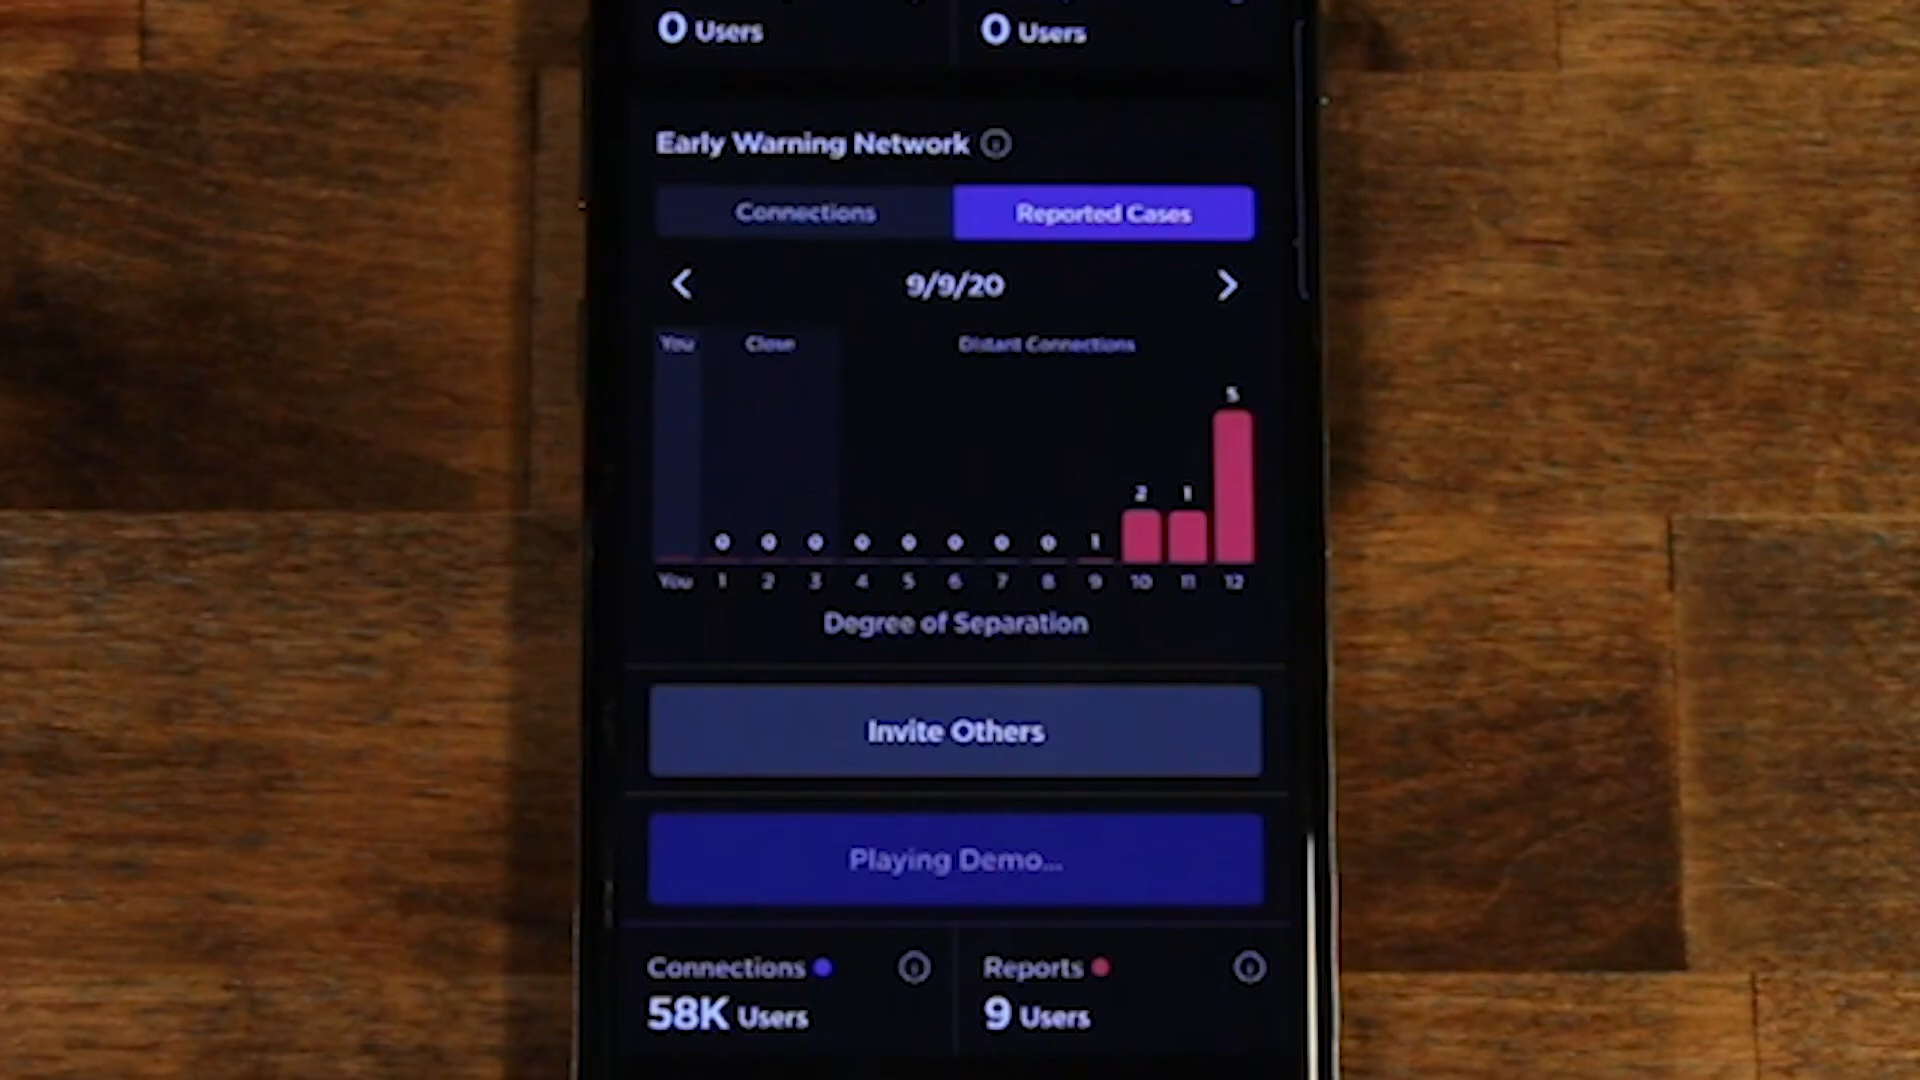 0 Users 0 Users
Early Warning Network
Connections Reported Cases
9/9/20
You Close Distant Connections
5
2 1
0 0 0 0 0 0 0 0 1
You 1 2 3 4 5 6 7 8 9 10 11 12
Degree of Separation
Invite Others
Playing Demo...
Connections Reports
58K Users 9 Users